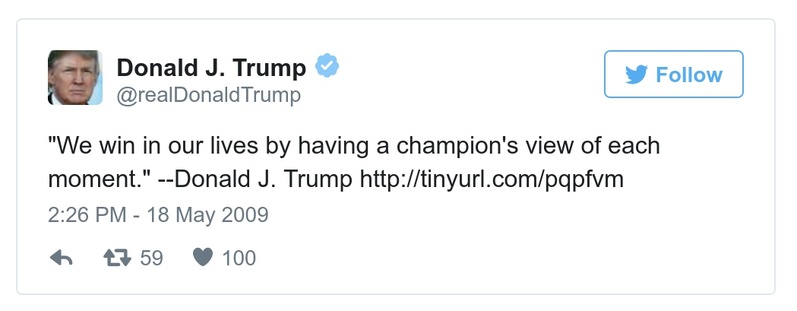 Donald J. Trump
@realDonaldTrump
Follow
"We win in our lives by having a champion's view of each
moment." --Donald J. Trump http://tinyurl.com/pqpfvm
2:26 PM - 18 May 2009
59 100